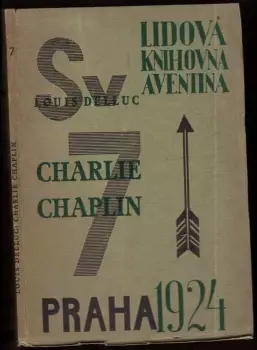 7
LOUIS DELLUC: CHARLIE CHAPLIN
Sv
LIDOVÁ
KNIHOVNA
AVENTINA
LOUIS DELLUC
7
CHARLIE
CHAPLIN
PRAHA 1924